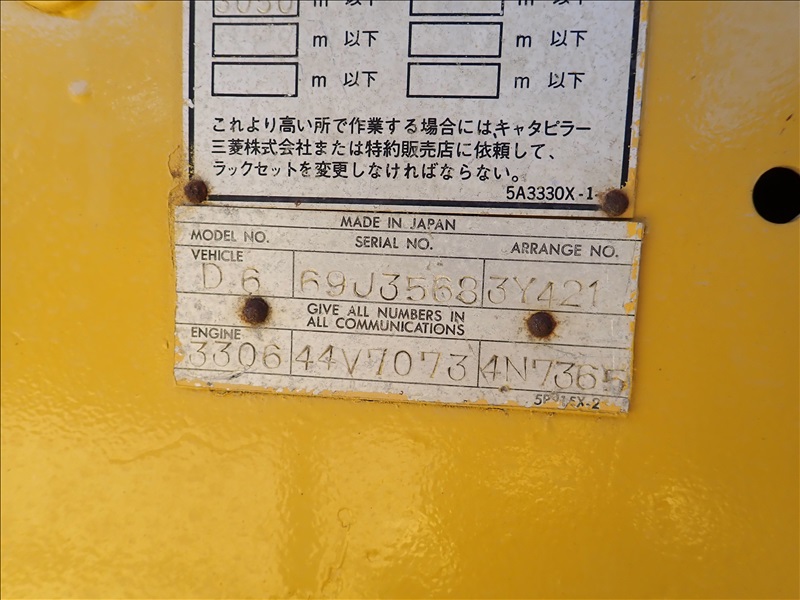 m 以下 m 以下
m 以下 m 以下
m 以下 m 以下
これより高い所で作業する場合には、キャタピラー
三菱株式会社または特約販売店に依頼して、
ラックセットを変更しなければならない。
5A3330X-1
MADE IN JAPAN
MODEL NO. SERIAL NO. ARRANGE NO.
VEHICLE
D 6 69U3568 3Y421
GIVE ALL NUMBERS IN
ALL COMMUNICATIONS
ENGINE
3306 44V7073 4N7365